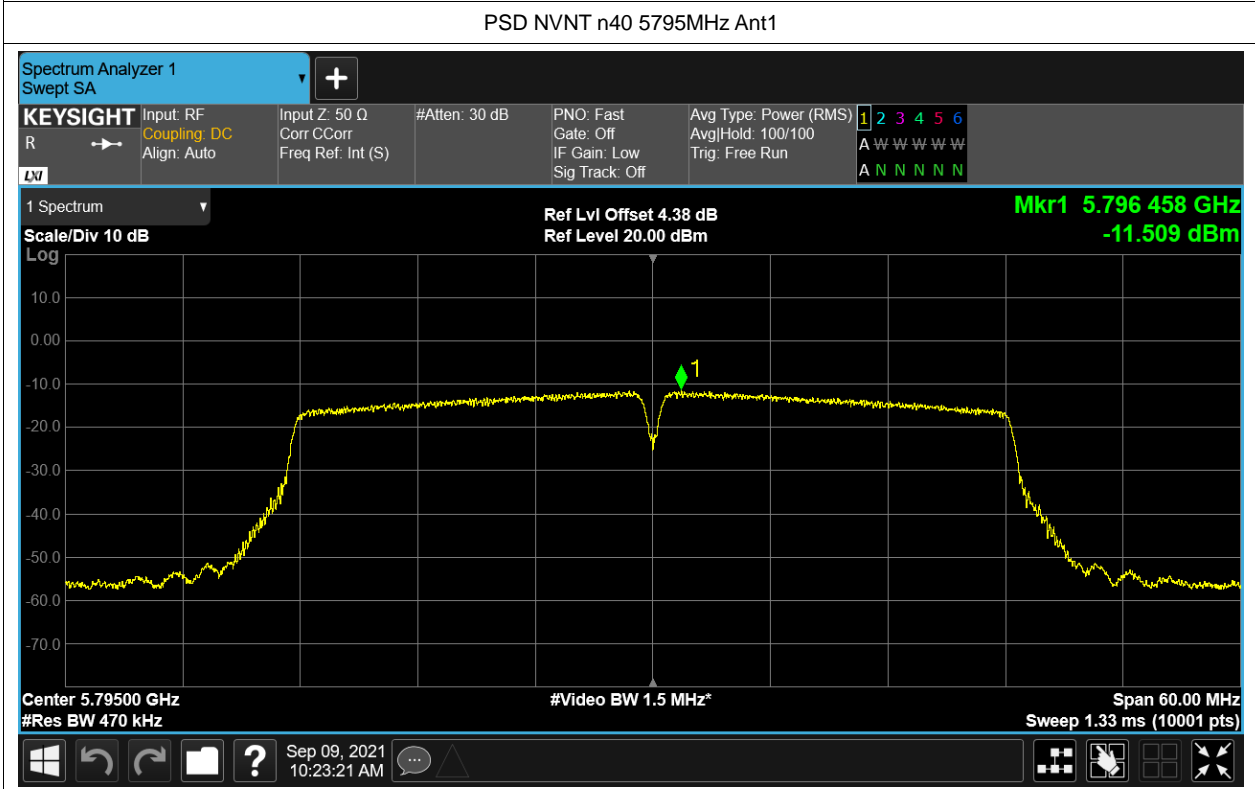 PSD NVNT n40 5795MHz Ant1
Spectrum Analyzer 1
Swept SA
KEYSIGHT
R
LXI
Input: RF
Coupling: DC
Align: Auto
Input Z: 50 Ω
Corr CCorr
Freq Ref: Int (S)
#Atten: 30 dB
PNO: Fast
Gate: Off
IF Gain: Low
Sig Track: Off
Avg Type: Power (RMS)
Avg|Hold: 100/100
Trig: Free Run
1 2 3 4 5 6
A W W W W W
A N N N N N
1 Spectrum
Scale/Div 10 dB
Log
Ref Lvl Offset 4.38 dB
Ref Level 20.00 dBm
Mkr1 5.796 458 GHz
-11.509 dBm
10.0
0.00
-10.0
-20.0
-30.0
-40.0
-50.0
-60.0
-70.0
1
Center 5.79500 GHz
#Res BW 470 kHz
#Video BW 1.5 MHz*
Span 60.00 MHz
Sweep 1.33 ms (10001 pts)
?
Sep 09, 2021
10:23:21 AM